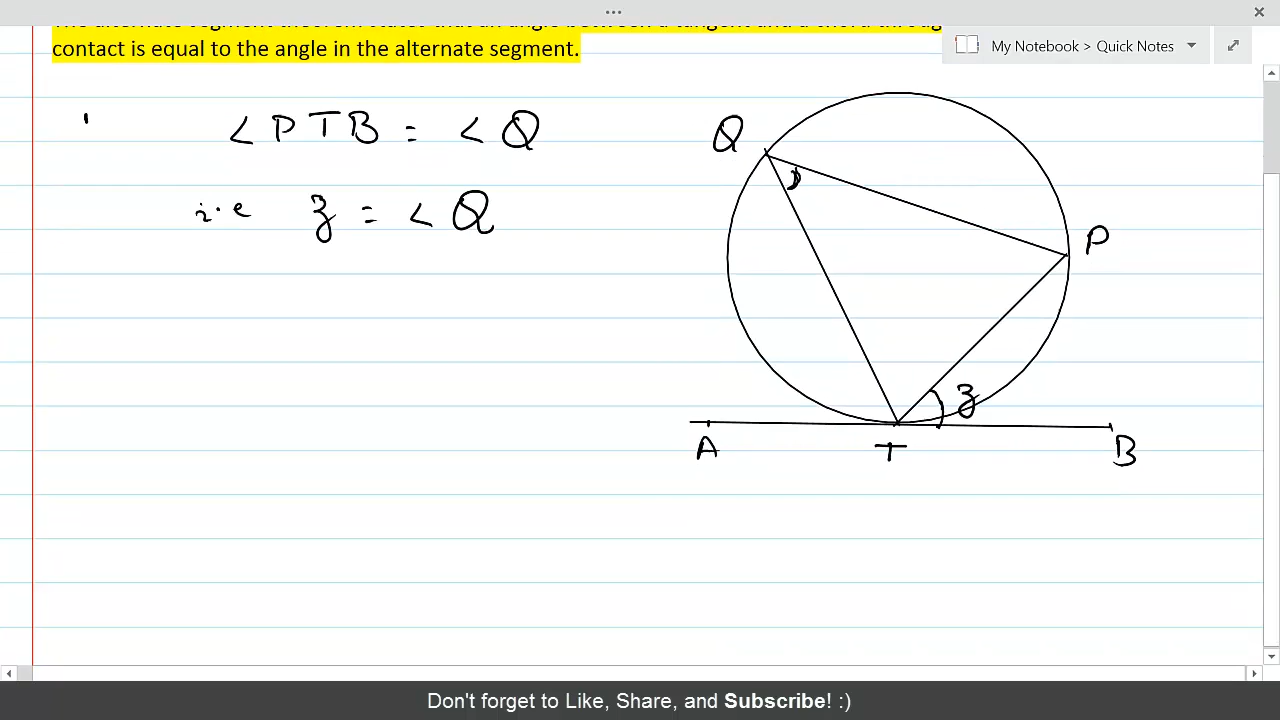 contact is equal to the angle in the alternate segment.
My Notebook > Quick Notes
∠PTB = ∠Q
i.e z = ∠Q
Q
P
z
A
T
B
Don't forget to Like, Share, and Subscribe! :)